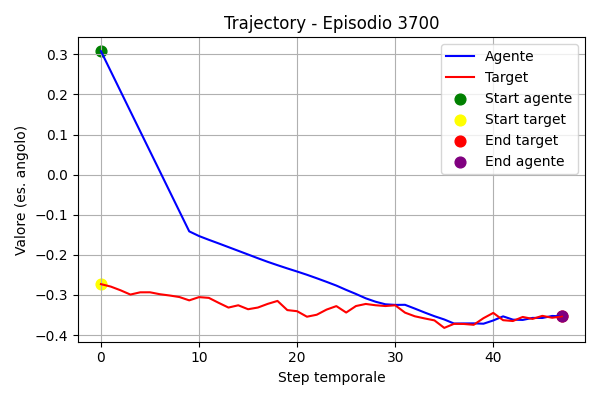 Trajectory - Episodio 3700
Valore (es. angolo)
0.3
0.2
0.1
0.0
−0.1
−0.2
−0.3
−0.4
Agente
Target
Start agente
Start target
End target
End agente
0 10 20 30 40
Step temporale